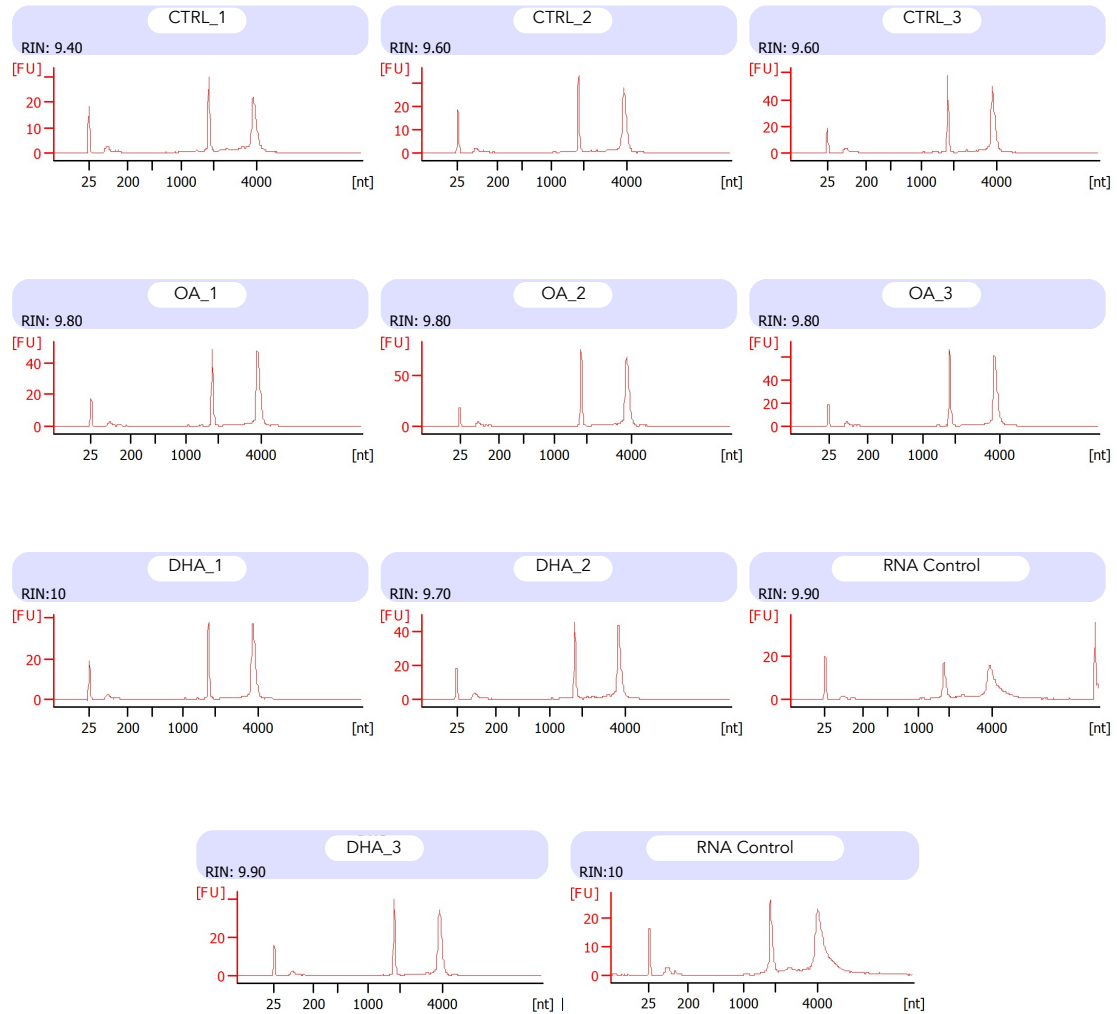 CTRL_1
RIN: 9.40
[FU]
20
10
0
25 200 1000 4000 [nt]
CTRL_2
RIN: 9.60
[FU]
20
10
0
25 200 1000 4000 [nt]
CTRL_3
RIN: 9.60
[FU]
40
20
0
25 200 1000 4000 [nt]
OA_1
RIN: 9.80
[FU]
40
20
0
25 200 1000 4000 [nt]
OA_2
RIN: 9.80
[FU]
50
0
25 200 1000 4000 [nt]
OA_3
RIN: 9.80
[FU]
40
20
0
25 200 1000 4000 [nt]
DHA_1
RIN:10
[FU]
20
0
25 200 1000 4000 [nt]
DHA_2
RIN: 9.70
[FU]
40
20
0
25 200 1000 4000 [nt]
RNA Control
RIN: 9.90
[FU]
20
0
25 200 1000 4000 [nt]
DHA_3
RIN: 9.90
[FU]
20
0
25 200 1000 4000 [nt]
RNA Control
RIN:10
[FU]
20
10
0
25 200 1000 4000 [nt]